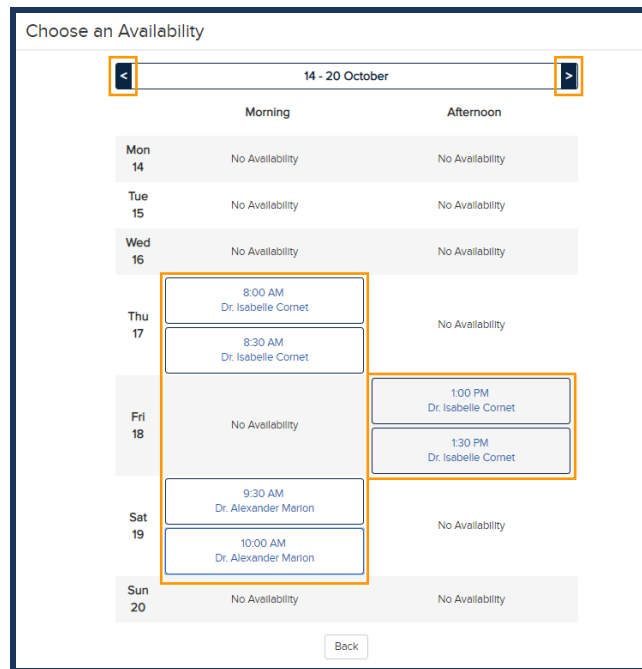 Choose an Availability
< 14 - 20 October >
Morning Afternoon
Mon
14
No Availability No Availability
Tue
15
No Availability No Availability
Wed
16
No Availability No Availability
Thu
17
8:00 AM
Dr. Isabelle Cornet
8:30 AM
Dr. Isabelle Cornet
No Availability
Fri
18
No Availability
1:00 PM
Dr. Isabelle Cornet
1:30 PM
Dr. Isabelle Cornet
Sat
19
9:30 AM
Dr. Alexander Marion
10:00 AM
Dr. Alexander Marion
No Availability
Sun
20
No Availability No Availability
Back